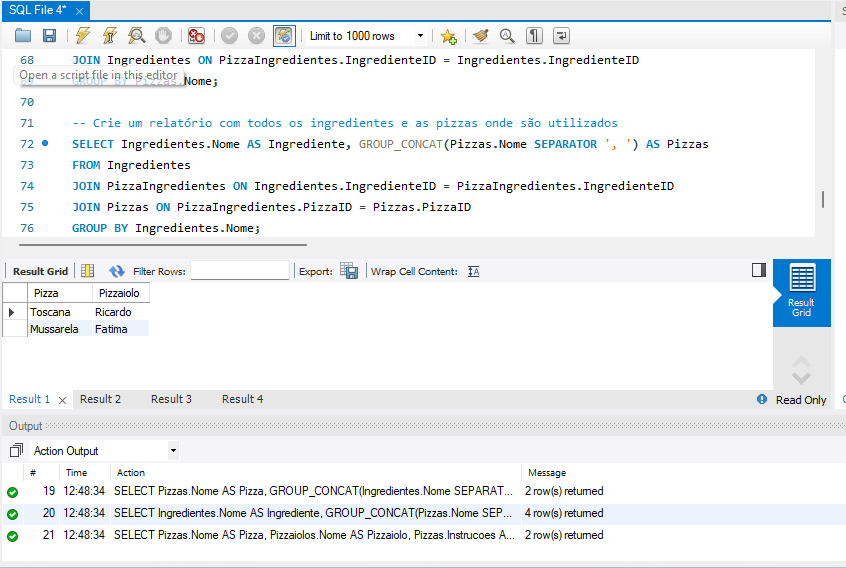 SQL File 4*
Limit to 1000 rows
68 JOIN Ingredientes ON PizzaIngredientes.IngredienteID = Ingredientes.IngredienteID
Open a script file in this editor
69 GROUP BY Pizzas.Nome;
70
71 -- Crie um relatório com todos os ingredientes e as pizzas onde são utilizados
72 SELECT Ingredientes.Nome AS Ingrediente, GROUP_CONCAT(Pizzas.Nome SEPARATOR ', ') AS Pizzas
73 FROM Ingredientes
74 JOIN PizzaIngredientes ON Ingredientes.IngredienteID = PizzaIngredientes.IngredienteID
75 JOIN Pizzas ON PizzaIngredientes.PizzaID = Pizzas.PizzaID
76 GROUP BY Ingredientes.Nome;
Result Grid Filter Rows: Export: Wrap Cell Content:
Pizza Pizzaiolo
Toscana Ricardo
Mussarela Fatima
Result
Grid
Result 1 Result 2 Result 3 Result 4 Read Only
Output
Action Output
# Time Action Message
19 12:48:34 SELECT Pizzas.Nome AS Pizza, GROUP_CONCAT(Ingredientes.Nome SEPARAT... 2 row(s) returned
20 12:48:34 SELECT Ingredientes.Nome AS Ingrediente, GROUP_CONCAT(Pizzas.Nome SEP... 4 row(s) returned
21 12:48:34 SELECT Pizzas.Nome AS Pizza, Pizzaiolos.Nome AS Pizzaiolo, Pizzas.Instrucoes A... 2 row(s) returned